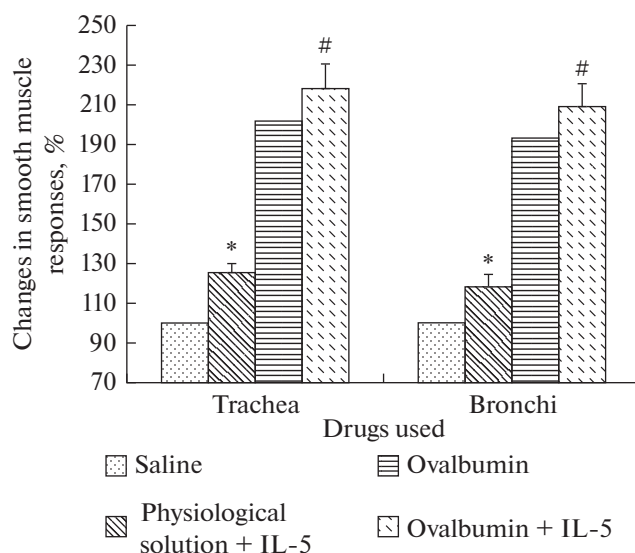 Changes in smooth muscle
responses, %
250
230
210
190
170
150
130
110
90
70
*
#
*
#
Trachea
Bronchi
Drugs used
Saline
Ovalbumin
Physiological
solution + IL-5
Ovalbumin + IL-5